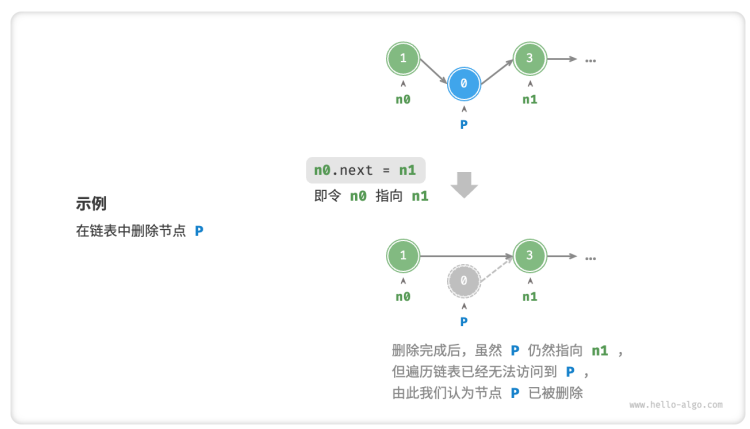 1
3
...
0
n0
n1
P
n0.next = n1
即令 n0 指向 n1
示例
在链表中删除节点 P
1
3
...
0
n0
n1
P
删除完成后，虽然 P 仍然指向 n1 ，
但遍历链表已经无法访问到 P ，
由此我们认为节点 P 已被删除
www.hello-algo.com